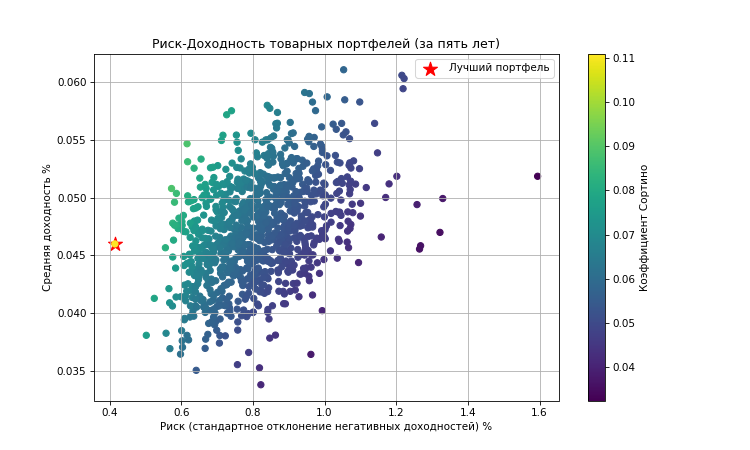 Риск-Доходность товарных портфелей (за пять лет)
Лучший портфель
0.060
0.055
0.050
0.045
0.040
0.035
Средняя доходность %
0.4 0.6 0.8 1.0 1.2 1.4 1.6
Риск (стандартное отклонение негативных доходностей) %
0.11
0.10
0.09
0.08
0.07
0.06
0.05
0.04
Коэффициент Сортино